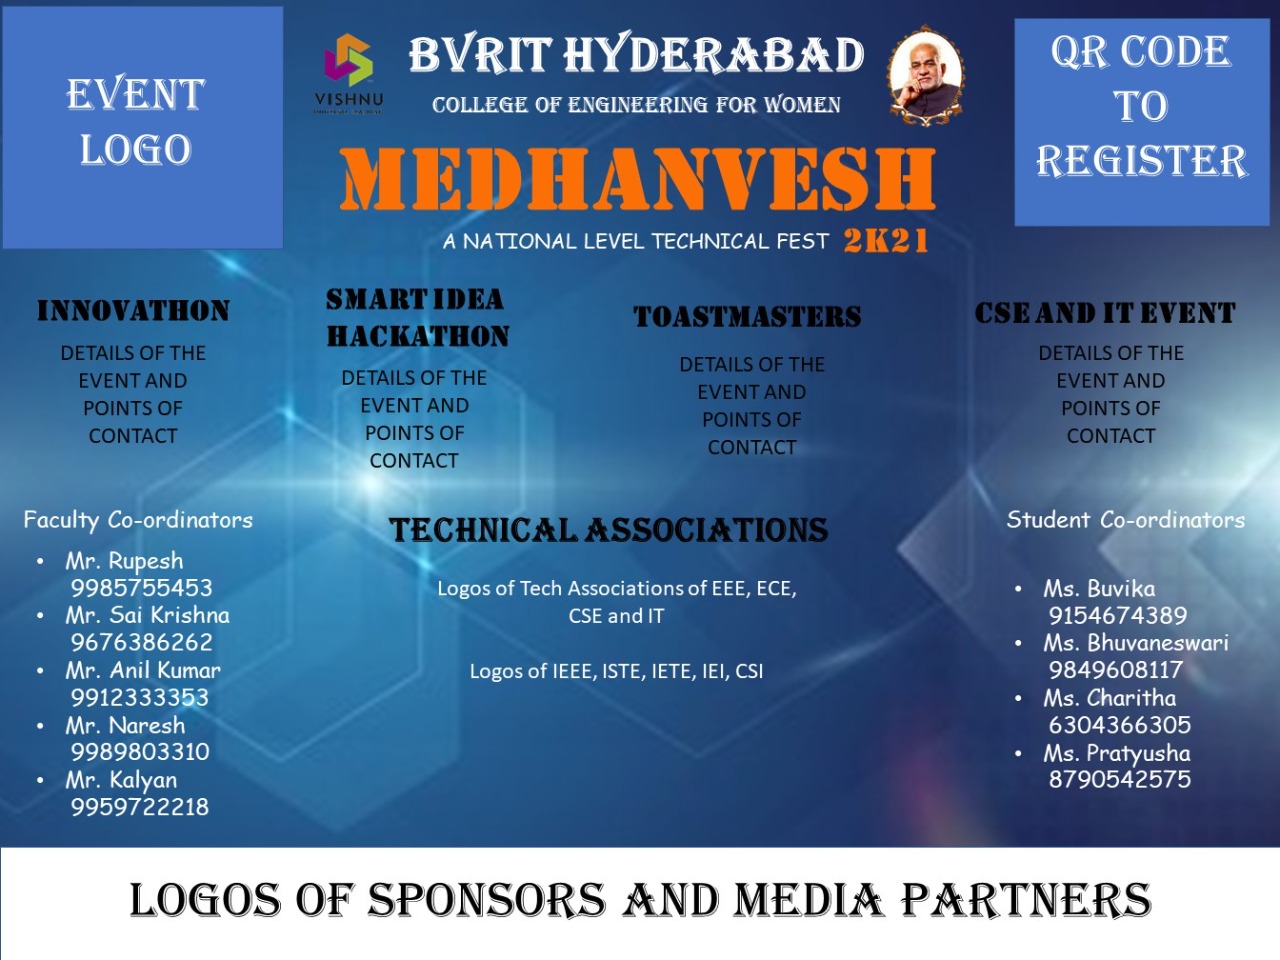 EVENT
LOGO
VISHNU
BVRIT HYDERABAD
COLLEGE OF ENGINEERING FOR WOMEN
QR CODE
TO
REGISTER
MEDHANVESH
A NATIONAL LEVEL TECHNICAL FEST 2K21
INNOVATHON
DETAILS OF THE
EVENT AND
POINTS OF
CONTACT
SMART IDEA
HACKATHON
DETAILS OF THE
EVENT AND
POINTS OF
CONTACT
TOASTMASTERS
DETAILS OF THE
EVENT AND
POINTS OF
CONTACT
CSE AND IT EVENT
DETAILS OF THE
EVENT AND
POINTS OF
CONTACT
Faculty Co-ordinators
• Mr. Rupesh
9985755453
• Mr. Sai Krishna
9676386262
• Mr. Anil Kumar
9912333353
• Mr. Naresh
9989803310
• Mr. Kalyan
9959722218
TECHNICAL ASSOCIATIONS
Logos of Tech Associations of EEE, ECE,
CSE and IT
Logos of IEEE, ISTE, IETE, IEI, CSI
Student Co-ordinators
• Ms. Buvika
9154674389
• Ms. Bhuvaneswari
9849608117
• Ms. Charitha
6304366305
• Ms. Pratyusha
8790542575
LOGOS OF SPONSORS AND MEDIA PARTNERS